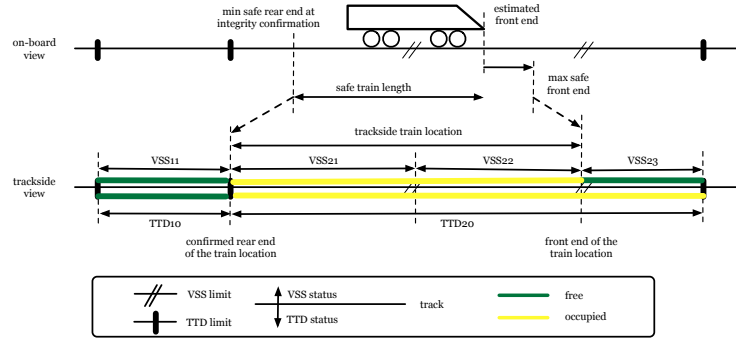 min safe rear end at
integrity confirmation
estimated
front end
on-board
view
safe train length
max safe
front end
trackside train location
VSS11
VSS21
VSS22
VSS23
trackside
view
TTD10
TTD20
confirmed rear end
of the train location
front end of the
train location
VSS limit
VSS status
track
free
TTD limit
TTD status
occupied